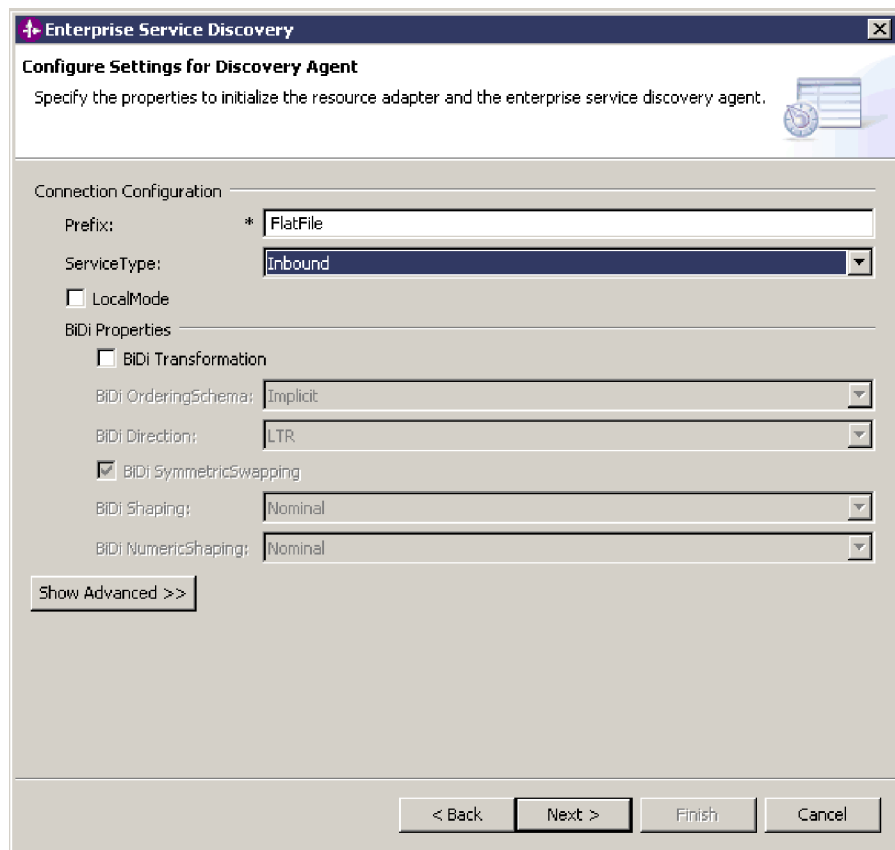 Enterprise Service Discovery
Configure Settings for Discovery Agent
Specify the properties to initialize the resource adapter and the enterprise service discovery agent.
Connection Configuration
Prefix: * FlatFile
ServiceType: Inbound
LocalMode
BiDi Properties
BiDi Transformation
BiDi OrderingSchema: Implicit
BiDi Direction: LTR
BiDi SymmetricSwapping
BiDi Shaping: Nominal
BiDi NumericShaping: Nominal
Show Advanced >>
< Back Next > Finish Cancel